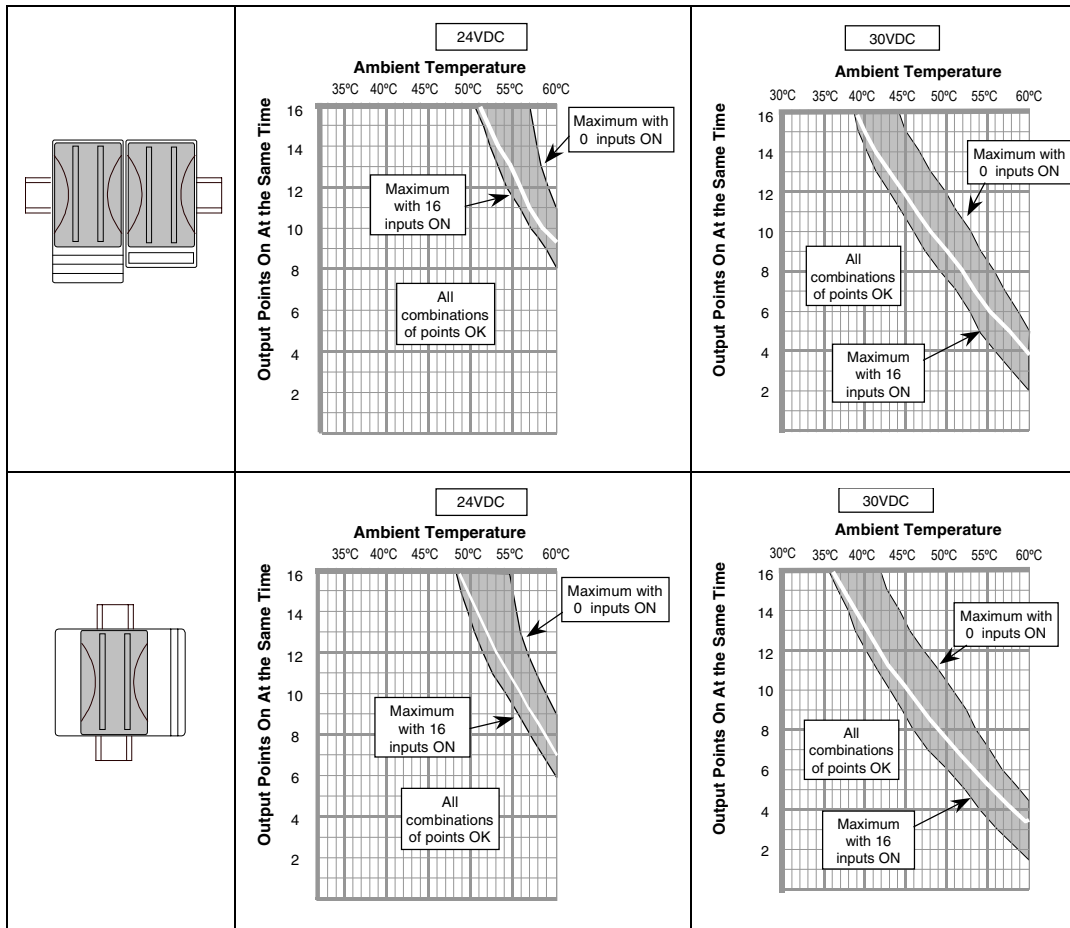 24VDC
Ambient Temperature
35ºC 40ºC 45ºC 50ºC 55ºC 60ºC
Output Points On At the Same Time
16
14
12
10
8
6
4
2
Maximum with
0 inputs ON
Maximum
with 16
inputs ON
All
combinations
of points OK
30VDC
Ambient Temperature
30ºC 35ºC 40ºC 45ºC 50ºC 55ºC 60ºC
Output Points On At the Same Time
16
14
12
10
8
6
4
2
Maximum with
0 inputs ON
All
combinations
of points OK
Maximum
with 16
inputs ON
24VDC
Ambient Temperature
35ºC 40ºC 45ºC 50ºC 55ºC 60ºC
Output Points On At the Same Time
16
14
12
10
8
6
4
2
Maximum with
0 inputs ON
Maximum
with 16
inputs ON
All
combinations
of points OK
30VDC
Ambient Temperature
30ºC 35ºC 40ºC 45ºC 50ºC 55ºC 60ºC
Output Points On At the Same Time
16
14
12
10
8
6
4
2
Maximum with
0 inputs ON
All
combinations
of points OK
Maximum
with 16
inputs ON